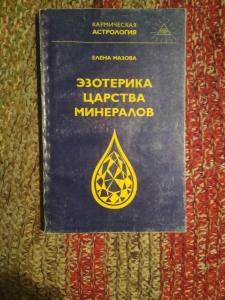 КАРМИЧЕСКАЯ
АСТРОЛОГИЯ
ЕЛЕНА МАЗОВА
ЭЗОТЕРИКА
ЦАРСТВА
МИНЕРАЛОВ